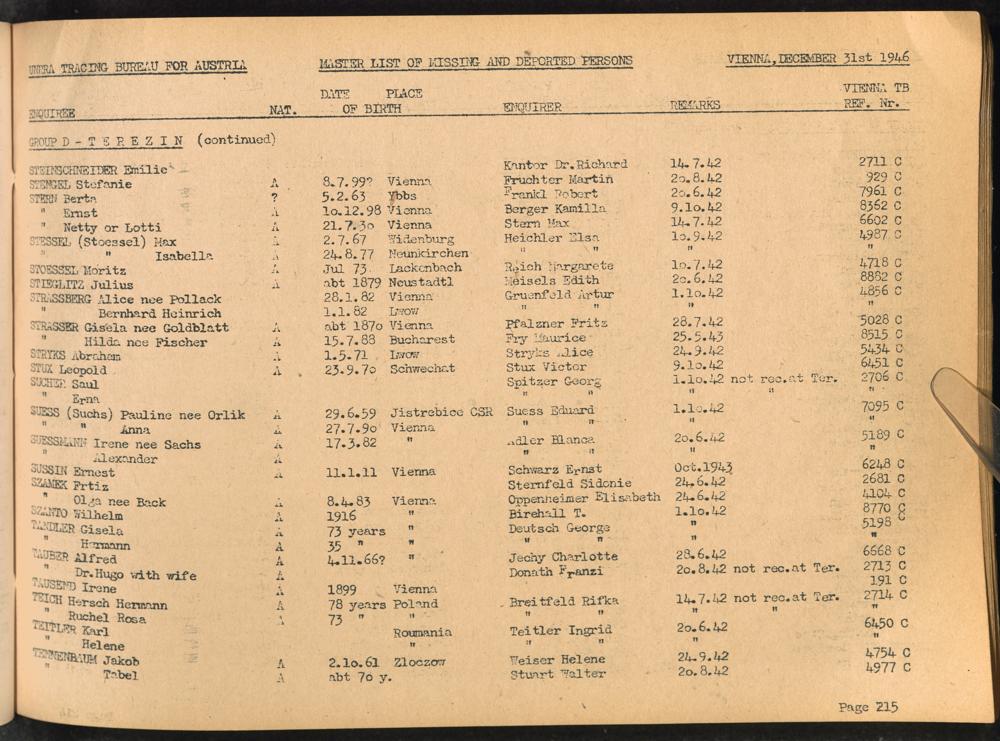 UNRRA TRACING BUREAU FOR AUSTRIA MASTER LIST OF MISSING AND DEPORTED PERSONS VIENNA, DECEMBER 31st 1946
ENQUIREE NAT. DATE PLACE OF BIRTH ENQUIRER REMARKS VIENNA TB REF. Nr.
GROUP D - T E R E Z I N (continued)
STEINSCHNEIDER Emilie Kantor Dr.Richard 14.7.42 2711 C
STENGEL Stefanie A 8.7.99? Vienna Fruchter Martin 20.8.42 929 C
STERN Berta ? 5.2.63 Ybbs Frankl Robert 20.6.42 7961 C
" Ernst A 10.12.98 Vienna Berger Kamilla 9.10.42 8362 C
" Netty or Lotti A 21.7.30 Vienna Stern Max 14.7.42 6602 C
STESSEL (Stoessel) Max A 2.7.67 Widenburg Heichler Elsa 10.9.42 4987 C
" " Isabella A 24.8.77 Neunkirchen " " "
STOESSEL Moritz A Jul 73 Lackenbach Raich Margarete 10.7.42 4718 C
STIEGLITZ Julius A abt 1879 Neustadtl Meisels Edith 20.6.42 8882 C
STRASSBERG Alice nee Pollack 28.1.82 Vienna Gruenfeld Artur 1.10.42 4856 C
" Bernhard Heinrich 1.1.82 Lwow " " " "
STRASSER Gisela nee Goldblatt A abt 1870 Vienna Pfalzner Fritz 28.7.42 5028 C
" Hilda nee Fischer A 15.7.88 Bucharest Fry Maurice 25.5.43 8515 C
STRYKS Abraham A 1.5.71 Lwow Stryks Alice 24.9.42 5434 C
STUX Leopold A 23.9.70 Schwechat Stux Victor 9.10.42 6451 C
SUCHER Saul Spitzer Georg 1.10.42 not rec.at Ter. 2706 C
" Erna " " " " "
SUESS (Suchs) Pauline nee Orlik A 29.6.59 Jistrebice CSR Suess Eduard 1.10.42 7095 C
" " Anna A 27.7.90 Vienna " " " "
SUESSMANN Irene nee Sachs A 17.3.82 " Adler Blanca 20.6.42 5189 C
" Alexander A " " " "
SUSSIN Ernest A 11.1.11 Vienna Schwarz Ernst Oct.1943 6248 C
SZAMEK Frtiz A Sternfeld Sidonie 24.6.42 2681 C
" Olga nee Back A 8.4.83 Vienna Oppenheimer Elisabeth 24.6.42 4104 C
SZANTO Wilhelm A 1916 " Birehall T. 1.10.42 8770 C
TANDLER Gisela A 73 years " Deutsch George " 5198 C
" Hermann A 35 " " " " " "
TAUBER Alfred A 4.11.66? " Jechy Charlotte 28.6.42 6668 C
" Dr.Hugo with wife A Donath Franzi 20.8.42 not rec.at Ter. 2713 C
TAUSEND Irene A 1899 Vienna 191 C
TEICH Hersch Hermann A 78 years Poland Breitfeld Rifka 14.7.42 not rec.at Ter. 2714 C
" Ruchel Rosa A 73 " " " " " " "
TEITLER Karl Roumania Teitler Ingrid 20.6.42 6450 C
" Helene " " " " "
TENNENBAUM Jakob A 2.10.61 Zloczow Weiser Helene 24.9.42 4754 C
" Tabel A abt 70 y. Stuart Walter 20.8.42 4977 C
Page 215